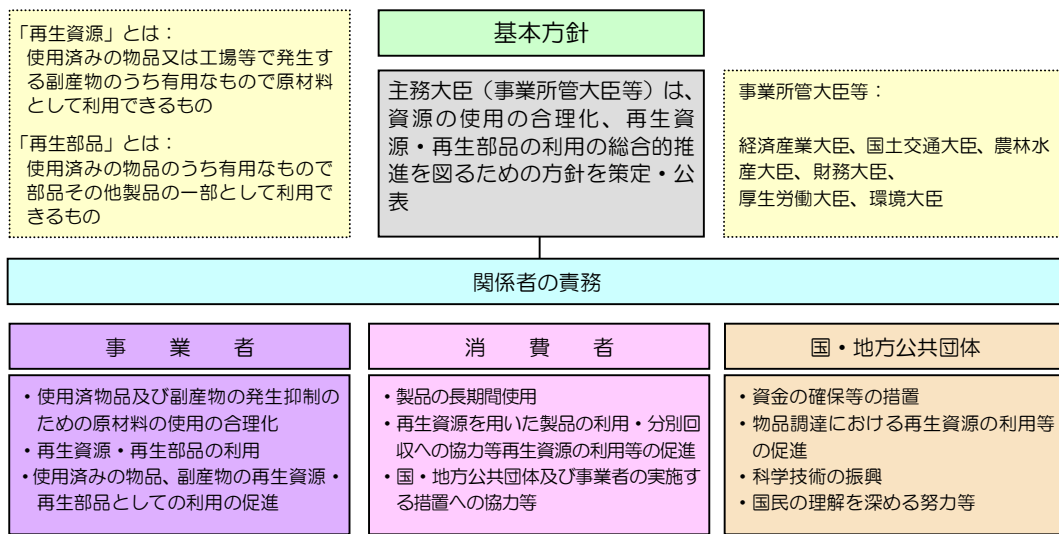 「再生資源」とは：
使用済みの物品又は工場等で発生す
る副産物のうち有用なもので原材料
として利用できるもの
「再生部品」とは：
使用済みの物品のうち有用なもので
部品その他製品の一部として利用で
きるもの
基本方針
主務大臣（事業所管大臣等）は、
資源の使用の合理化、再生資
源・再生部品の利用の総合的推
進を図るための方針を策定・公
表
事業所管大臣等：
経済産業大臣、国土交通大臣、農林水
産大臣、財務大臣、
厚生労働大臣、環境大臣
関係者の責務
事　業　者
・使用済物品及び副産物の発生抑制の
ための原材料の使用の合理化
・再生資源・再生部品の利用
・使用済みの物品、副産物の再生資源・
再生部品としての利用の促進
消　費　者
・製品の長期間使用
・再生資源を用いた製品の利用・分別回
収への協力等再生資源の利用等の促進
・国・地方公共団体及び事業者の実施す
る措置への協力等
国・地方公共団体
・資金の確保等の措置
・物品調達における再生資源の利用等
の促進
・科学技術の振興
・国民の理解を深める努力等